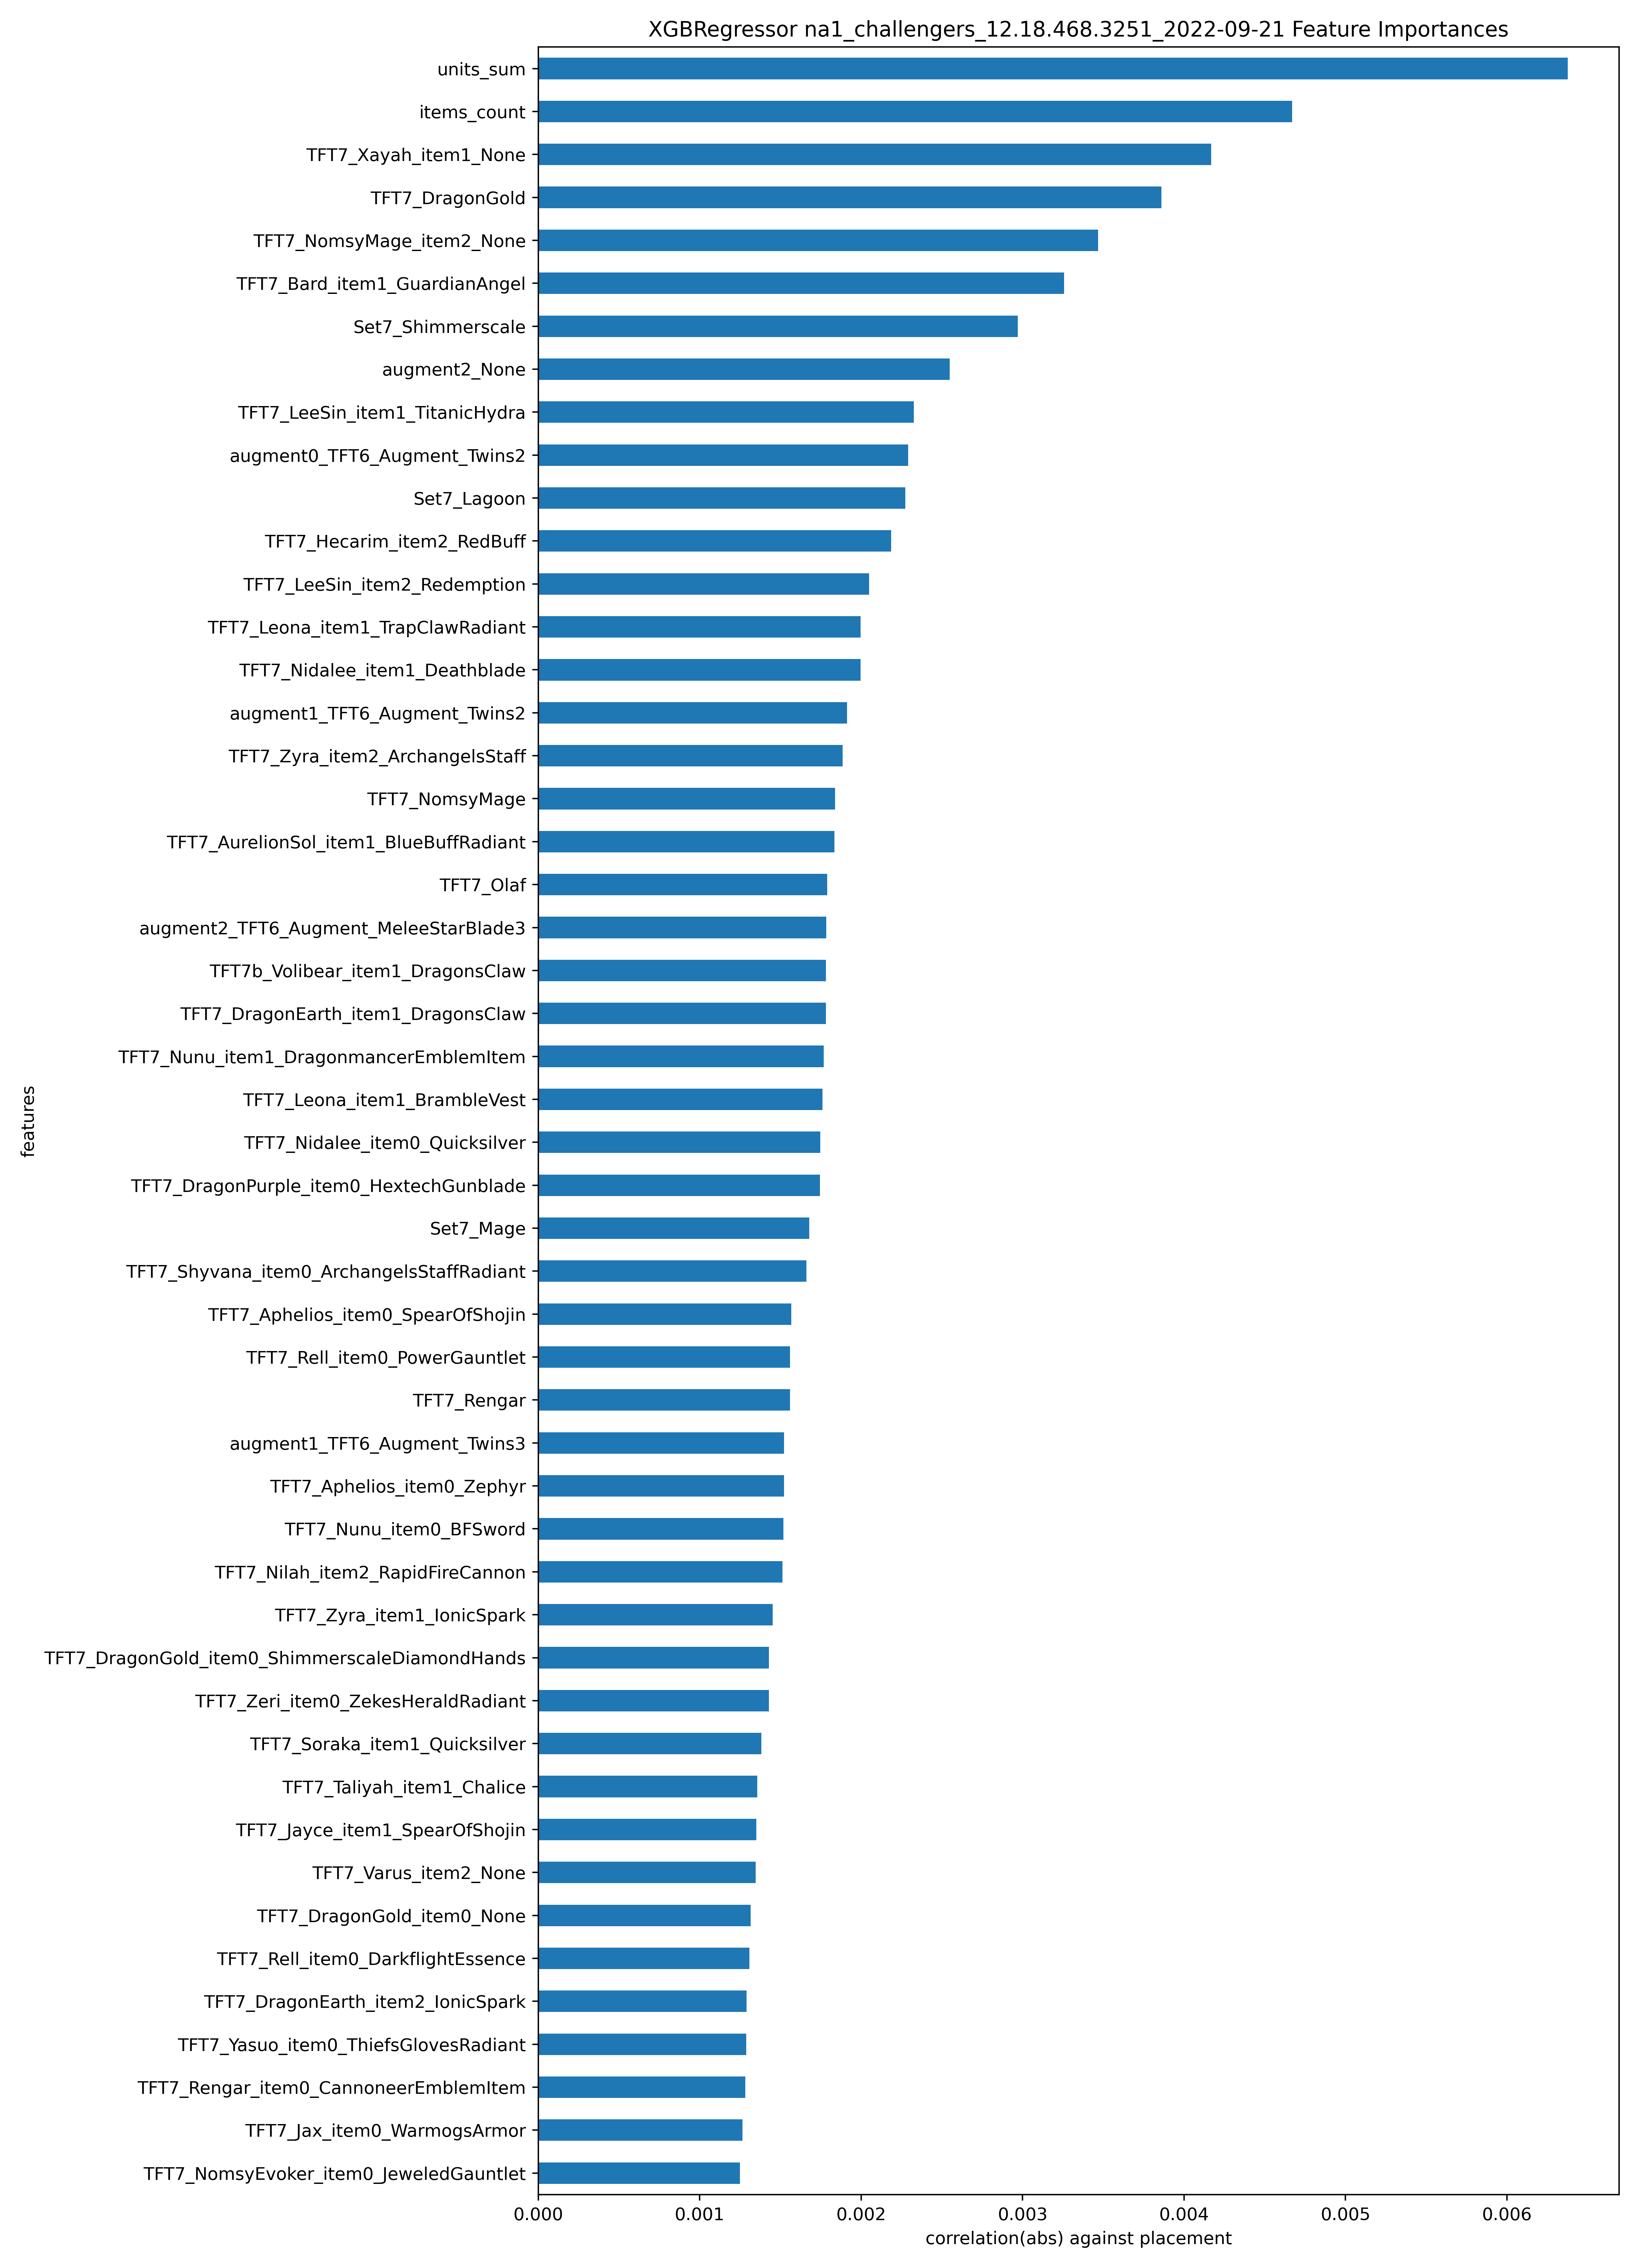 XGBRegressor na1_challengers_12.18.468.3251_2022-09-21 Feature Importances
units_sum
items_count
TFT7_Xayah_item1_None
TFT7_DragonGold
TFT7_NomsyMage_item2_None
TFT7_Bard_item1_GuardianAngel
Set7_Shimmerscale
augment2_None
TFT7_LeeSin_item1_TitanicHydra
augment0_TFT6_Augment_Twins2
Set7_Lagoon
TFT7_Hecarim_item2_RedBuff
TFT7_LeeSin_item2_Redemption
TFT7_Leona_item1_TrapClawRadiant
TFT7_Nidalee_item1_Deathblade
augment1_TFT6_Augment_Twins2
TFT7_Zyra_item2_ArchangelsStaff
TFT7_NomsyMage
TFT7_AurelionSol_item1_BlueBuffRadiant
TFT7_Olaf
augment2_TFT6_Augment_MeleeStarBlade3
TFT7b_Volibear_item1_DragonsClaw
TFT7_DragonEarth_item1_DragonsClaw
TFT7_Nunu_item1_DragonmancerEmblemItem
TFT7_Leona_item1_BrambleVest
TFT7_Nidalee_item0_Quicksilver
TFT7_DragonPurple_item0_HextechGunblade
Set7_Mage
TFT7_Shyvana_item0_ArchangelsStaffRadiant
TFT7_Aphelios_item0_SpearOfShojin
TFT7_Rell_item0_PowerGauntlet
TFT7_Rengar
augment1_TFT6_Augment_Twins3
TFT7_Aphelios_item0_Zephyr
TFT7_Nunu_item0_BFSword
TFT7_Nilah_item2_RapidFireCannon
TFT7_Zyra_item1_IonicSpark
TFT7_DragonGold_item0_ShimmerscaleDiamondHands
TFT7_Zeri_item0_ZekesHeraldRadiant
TFT7_Soraka_item1_Quicksilver
TFT7_Taliyah_item1_Chalice
TFT7_Jayce_item1_SpearOfShojin
TFT7_Varus_item2_None
TFT7_DragonGold_item0_None
TFT7_Rell_item0_DarkflightEssence
TFT7_DragonEarth_item2_IonicSpark
TFT7_Yasuo_item0_ThiefsGlovesRadiant
TFT7_Rengar_item0_CannoneerEmblemItem
TFT7_Jax_item0_WarmogsArmor
TFT7_NomsyEvoker_item0_JeweledGauntlet
features
0.000 0.001 0.002 0.003 0.004 0.005 0.006
correlation(abs) against placement